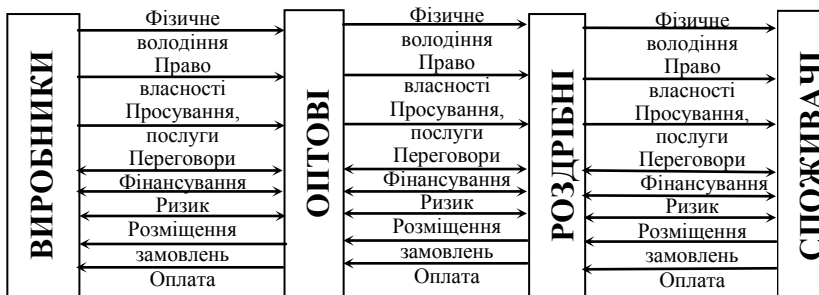 ВИРОБНИКИ
Фізичне
володіння
Право
власності
Просування,
послуги
Переговори
Фінансування
Ризик
Розміщення
замовлень
Оплата
ОПТОВІ
Фізичне
володіння
Право
власності
Просування,
послуги
Переговори
Фінансування
Ризик
Розміщення
замовлень
Оплата
РОЗДРІБНІ
Фізичне
володіння
Право
власності
Просування,
послуги
Переговори
Фінансування
Ризик
Розміщення
замовлень
Оплата
СПОЖИВАЧІ